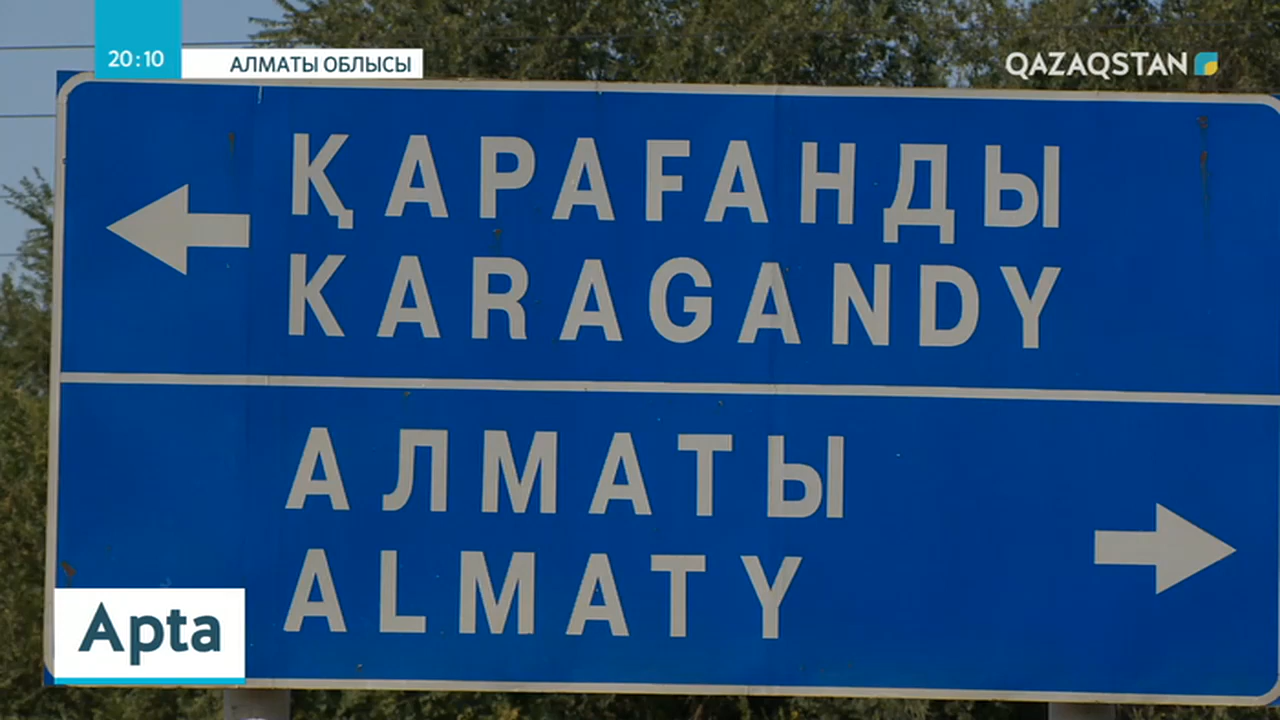 20:10
АЛМАТЫ ОБЛЫСЫ
QAZAQSTAN
ҚАРАҒАНДЫ
KARAGANDY
АЛМАТЫ
ALMATY
Apta